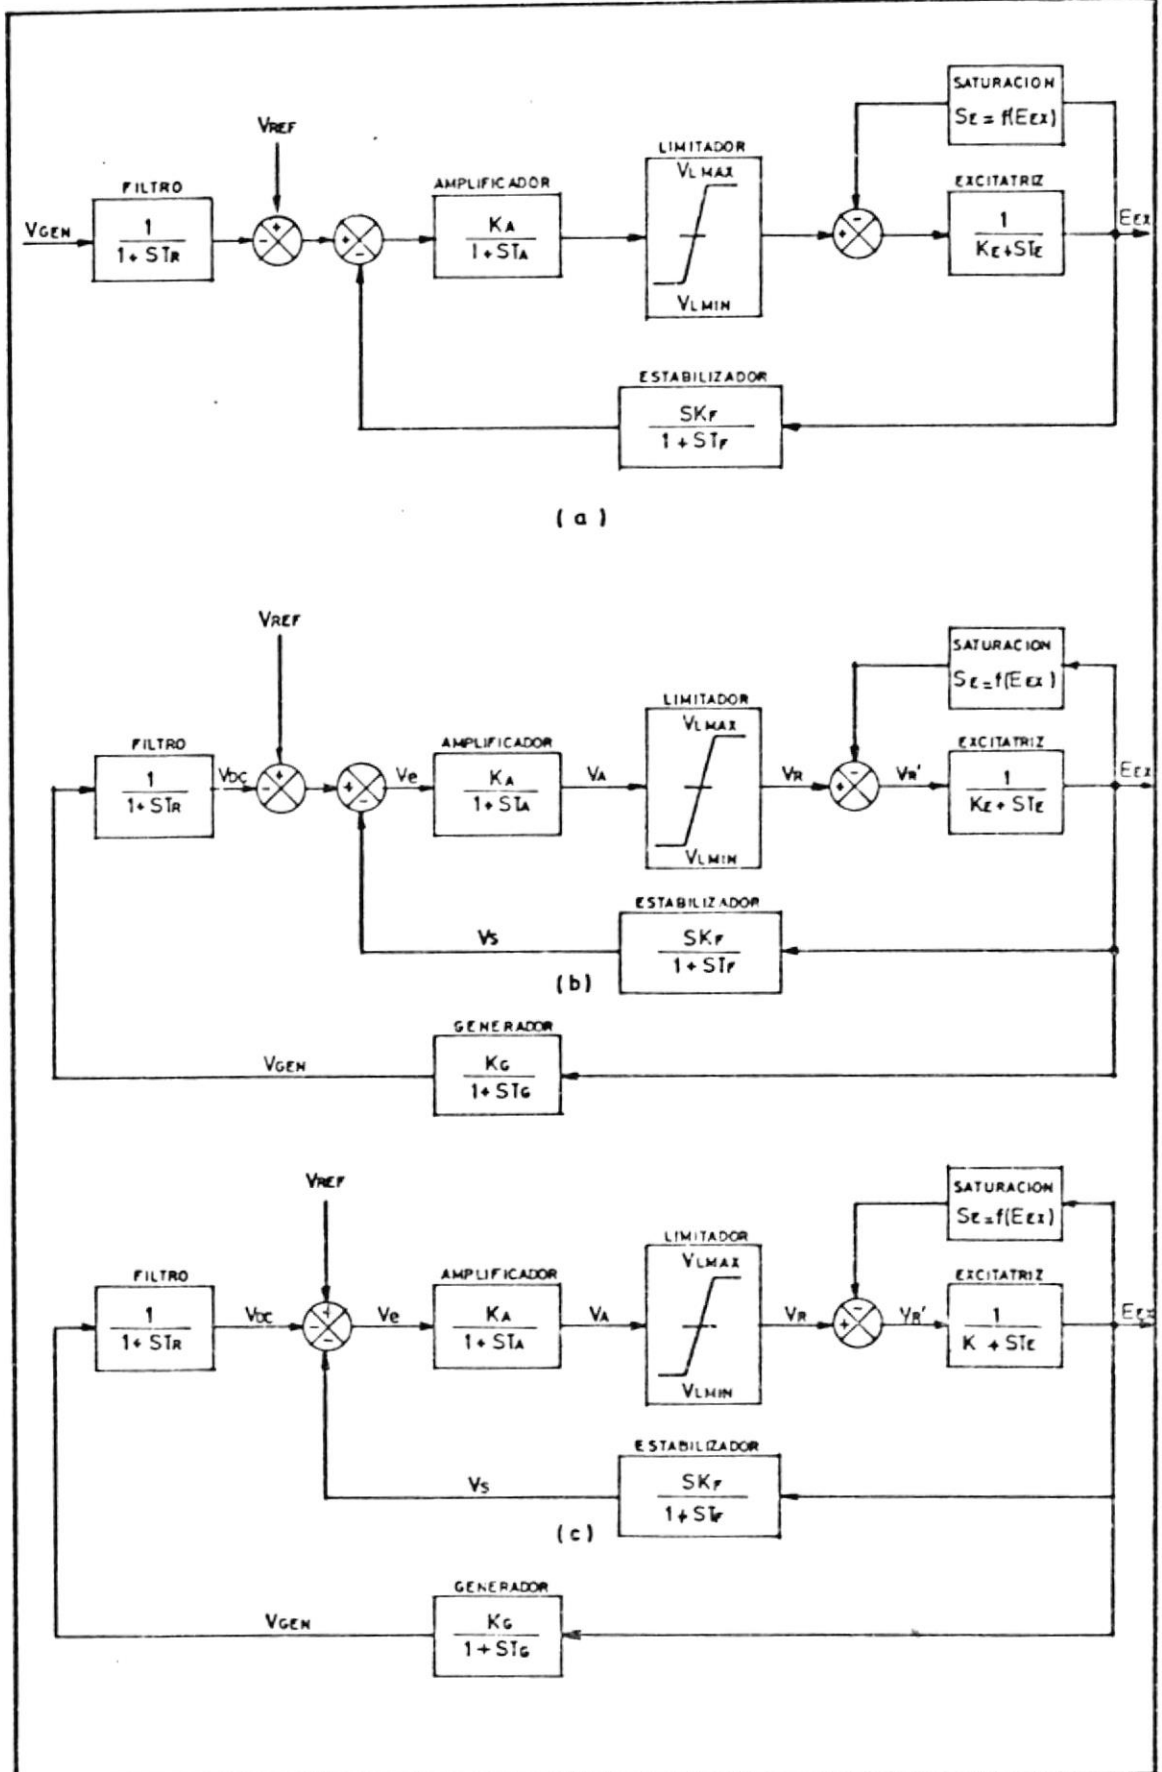 SATURACION
SE = f(EEX)
VREF
FILTRO
AMPLIFICADOR
LIMITADOR
VLMAX
EXCITATRIZ
VGEN
1
1+STR
+
-
+
-
KA
1+STA
VLMIN
-
+
1
KE+STE
EEX
ESTABILIZADOR
SKF
1+STF
(a)
VREF
SATURACION
SE=f(EEX)
FILTRO
AMPLIFICADOR
LIMITADOR
VLMAX
EXCITATRIZ
1
1+STR
VDC
+
-
+
-
Ve
KA
1+STA
VA
VLMIN
VR
-
+
VR'
1
KE+STE
EEX
ESTABILIZADOR
VS
SKF
1+STF
(b)
GENERADOR
VGEN
KG
1+STG
VREF
SATURACION
SE=f(EEX)
FILTRO
AMPLIFICADOR
LIMITADOR
VLMAX
EXCITATRIZ
1
1+STR
VDC
+
-
-
Ve
KA
1+STA
VA
VLMIN
VR
-
+
VR'
1
K +STE
EEX
ESTABILIZADOR
VS
SKF
1+STF
(c)
GENERADOR
VGEN
KG
1+STG